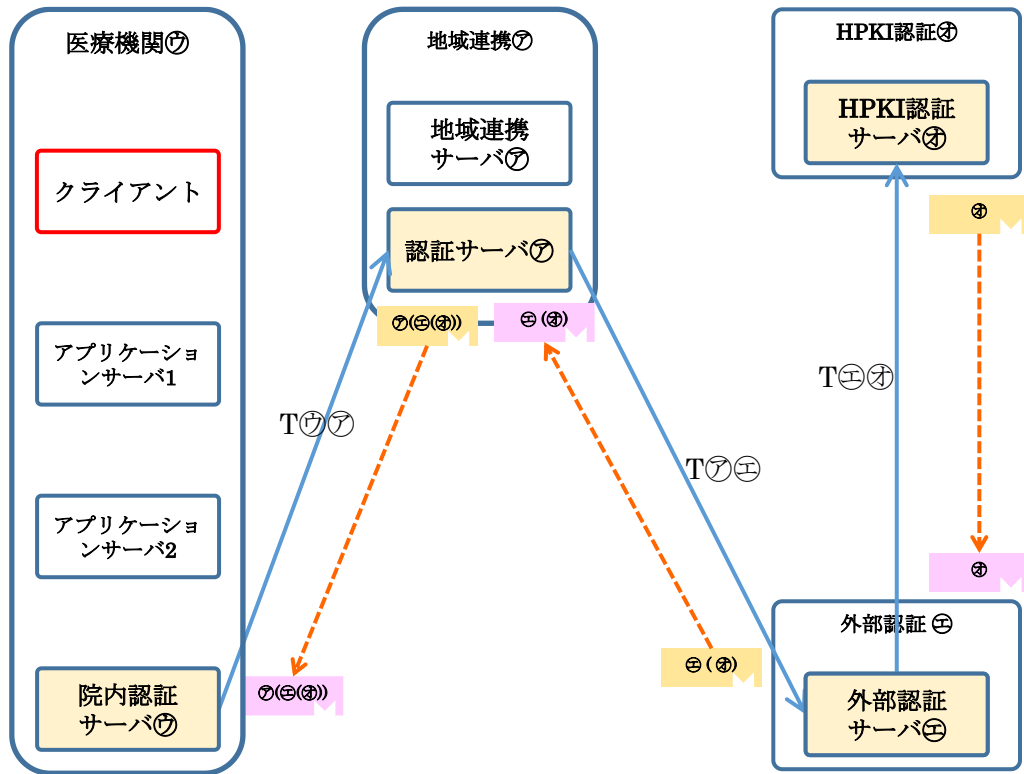 医療機関㋒
クライアント
アプリケーショ
ンサーバ1
アプリケーショ
ンサーバ2
院内認証
サーバ㋒
地域連携㋐
地域連携
サーバ㋐
認証サーバ㋐
㋐(㋓(㋔))
㋓(㋔)
T㋒㋐
㋐(㋓(㋔))
T㋐㋓
㋓(㋔)
HPKI認証㋔
HPKI認証
サーバ㋔
㋔
T㋓㋔
㋔
外部認証 ㋓
外部認証
サーバ㋓